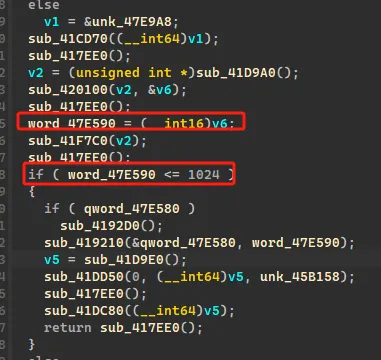 else
v1 = &unk_47E9A8;
sub_41CD70((__int64)v1);
sub_417EE0();
v2 = (unsigned int *)sub_41D9A0();
sub_420100(v2, &v6);
sub_417EE0();
word_47E590 = (__int16)v6;
sub_41F7C0(v2);
sub_417EE0();
if ( word_47E590 <= 1024 )
{
if ( qword_47E580 )
sub_4192D0();
sub_419210(&qword_47E580, word_47E590);
v5 = sub_41D9E0();
sub_41DD50(0, (__int64)v5, unk_45B158);
sub_417EE0();
sub_41DC80((__int64)v5);
return sub_417EE0();
}
else